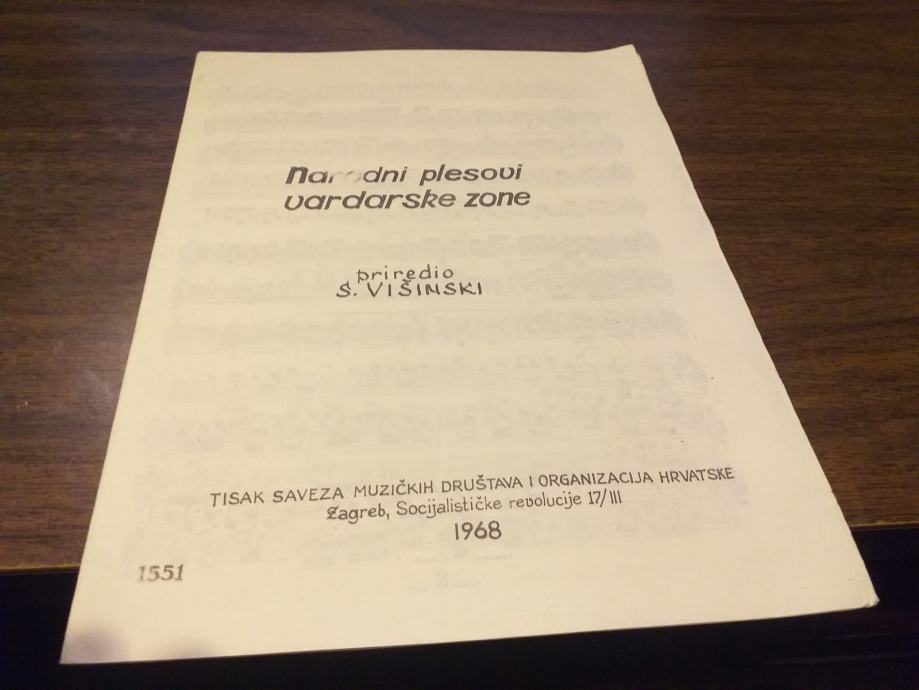 Narodni plesovi
vardarske zone
priredio
S. VIŠINSKI
TISAK SAVEZA MUZIČKIH DRUŠTAVA I ORGANIZACIJA HRVATSKE
Zagreb, Socijalističke revolucije 17/III
1968
1551